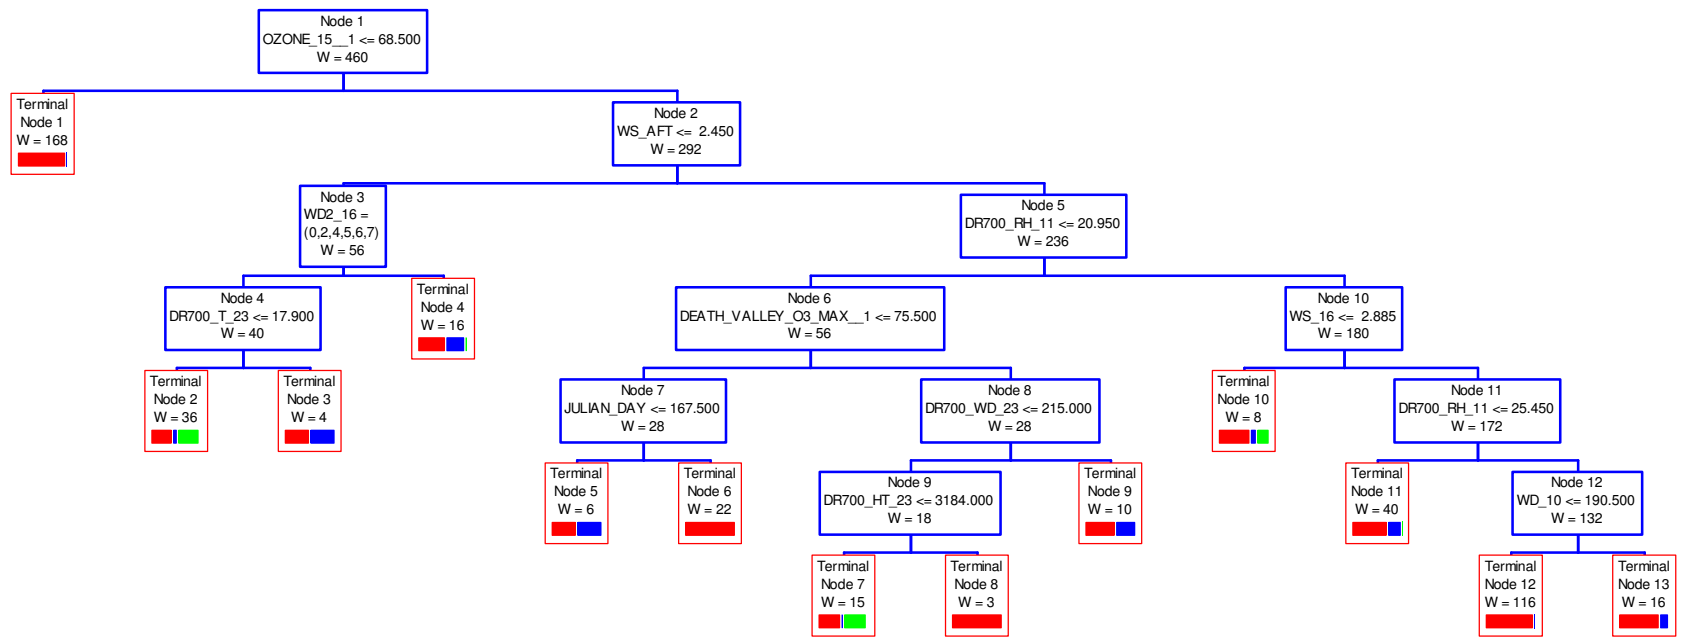 Node 1
OZONE_15__1 <= 68.500
W = 460
Terminal
Node 1
W = 168
Node 2
WS_AFT <= 2.450
W = 292
Node 3
WD2_16 =
(0,2,4,5,6,7)
W = 56
Node 5
DR700_RH_11 <= 20.950
W = 236
Node 4
DR700_T_23 <= 17.900
W = 40
Terminal
Node 4
W = 16
Node 6
DEATH_VALLEY_O3_MAX__1 <= 75.500
W = 56
Node 10
WS_16 <= 2.885
W = 180
Terminal
Node 2
W = 36
Terminal
Node 3
W = 4
Node 7
JULIAN_DAY <= 167.500
W = 28
Node 8
DR700_WD_23 <= 215.000
W = 28
Terminal
Node 10
W = 8
Node 11
DR700_RH_11 <= 25.450
W = 172
Terminal
Node 5
W = 6
Terminal
Node 6
W = 22
Node 9
DR700_HT_23 <= 3184.000
W = 18
Terminal
Node 9
W = 10
Terminal
Node 11
W = 40
Node 12
WD_10 <= 190.500
W = 132
Terminal
Node 7
W = 15
Terminal
Node 8
W = 3
Terminal
Node 12
W = 116
Terminal
Node 13
W = 16